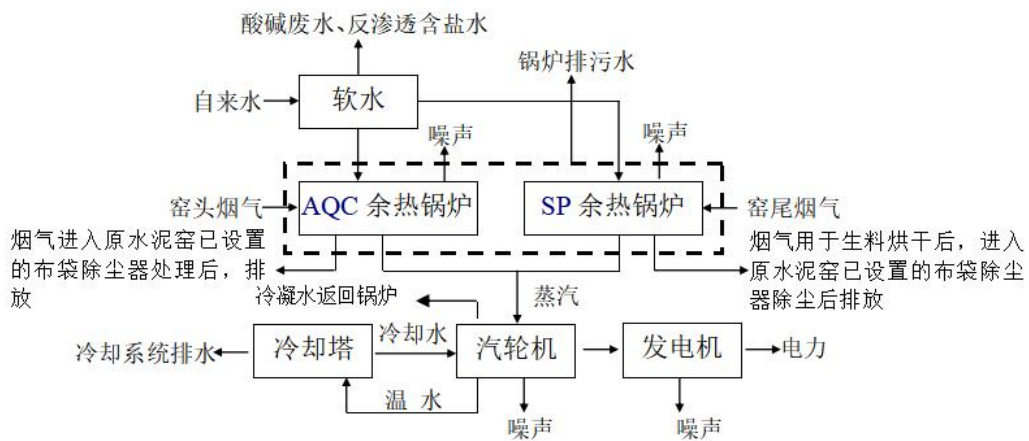 酸碱废水、反渗透含盐水
锅炉排污水
自来水
软水
噪声
噪声
窑头烟气
AQC 余热锅炉
SP 余热锅炉
窑尾烟气
烟气进入原水泥窑已设置
的布袋除尘器处理后，排
放
烟气用于生料烘干后，进入
原水泥窑已设置的布袋除尘
器除尘后排放
冷凝水返回锅炉
蒸汽
冷却系统排水
冷却塔
冷却水
汽轮机
发电机
电力
温 水
噪声
噪声